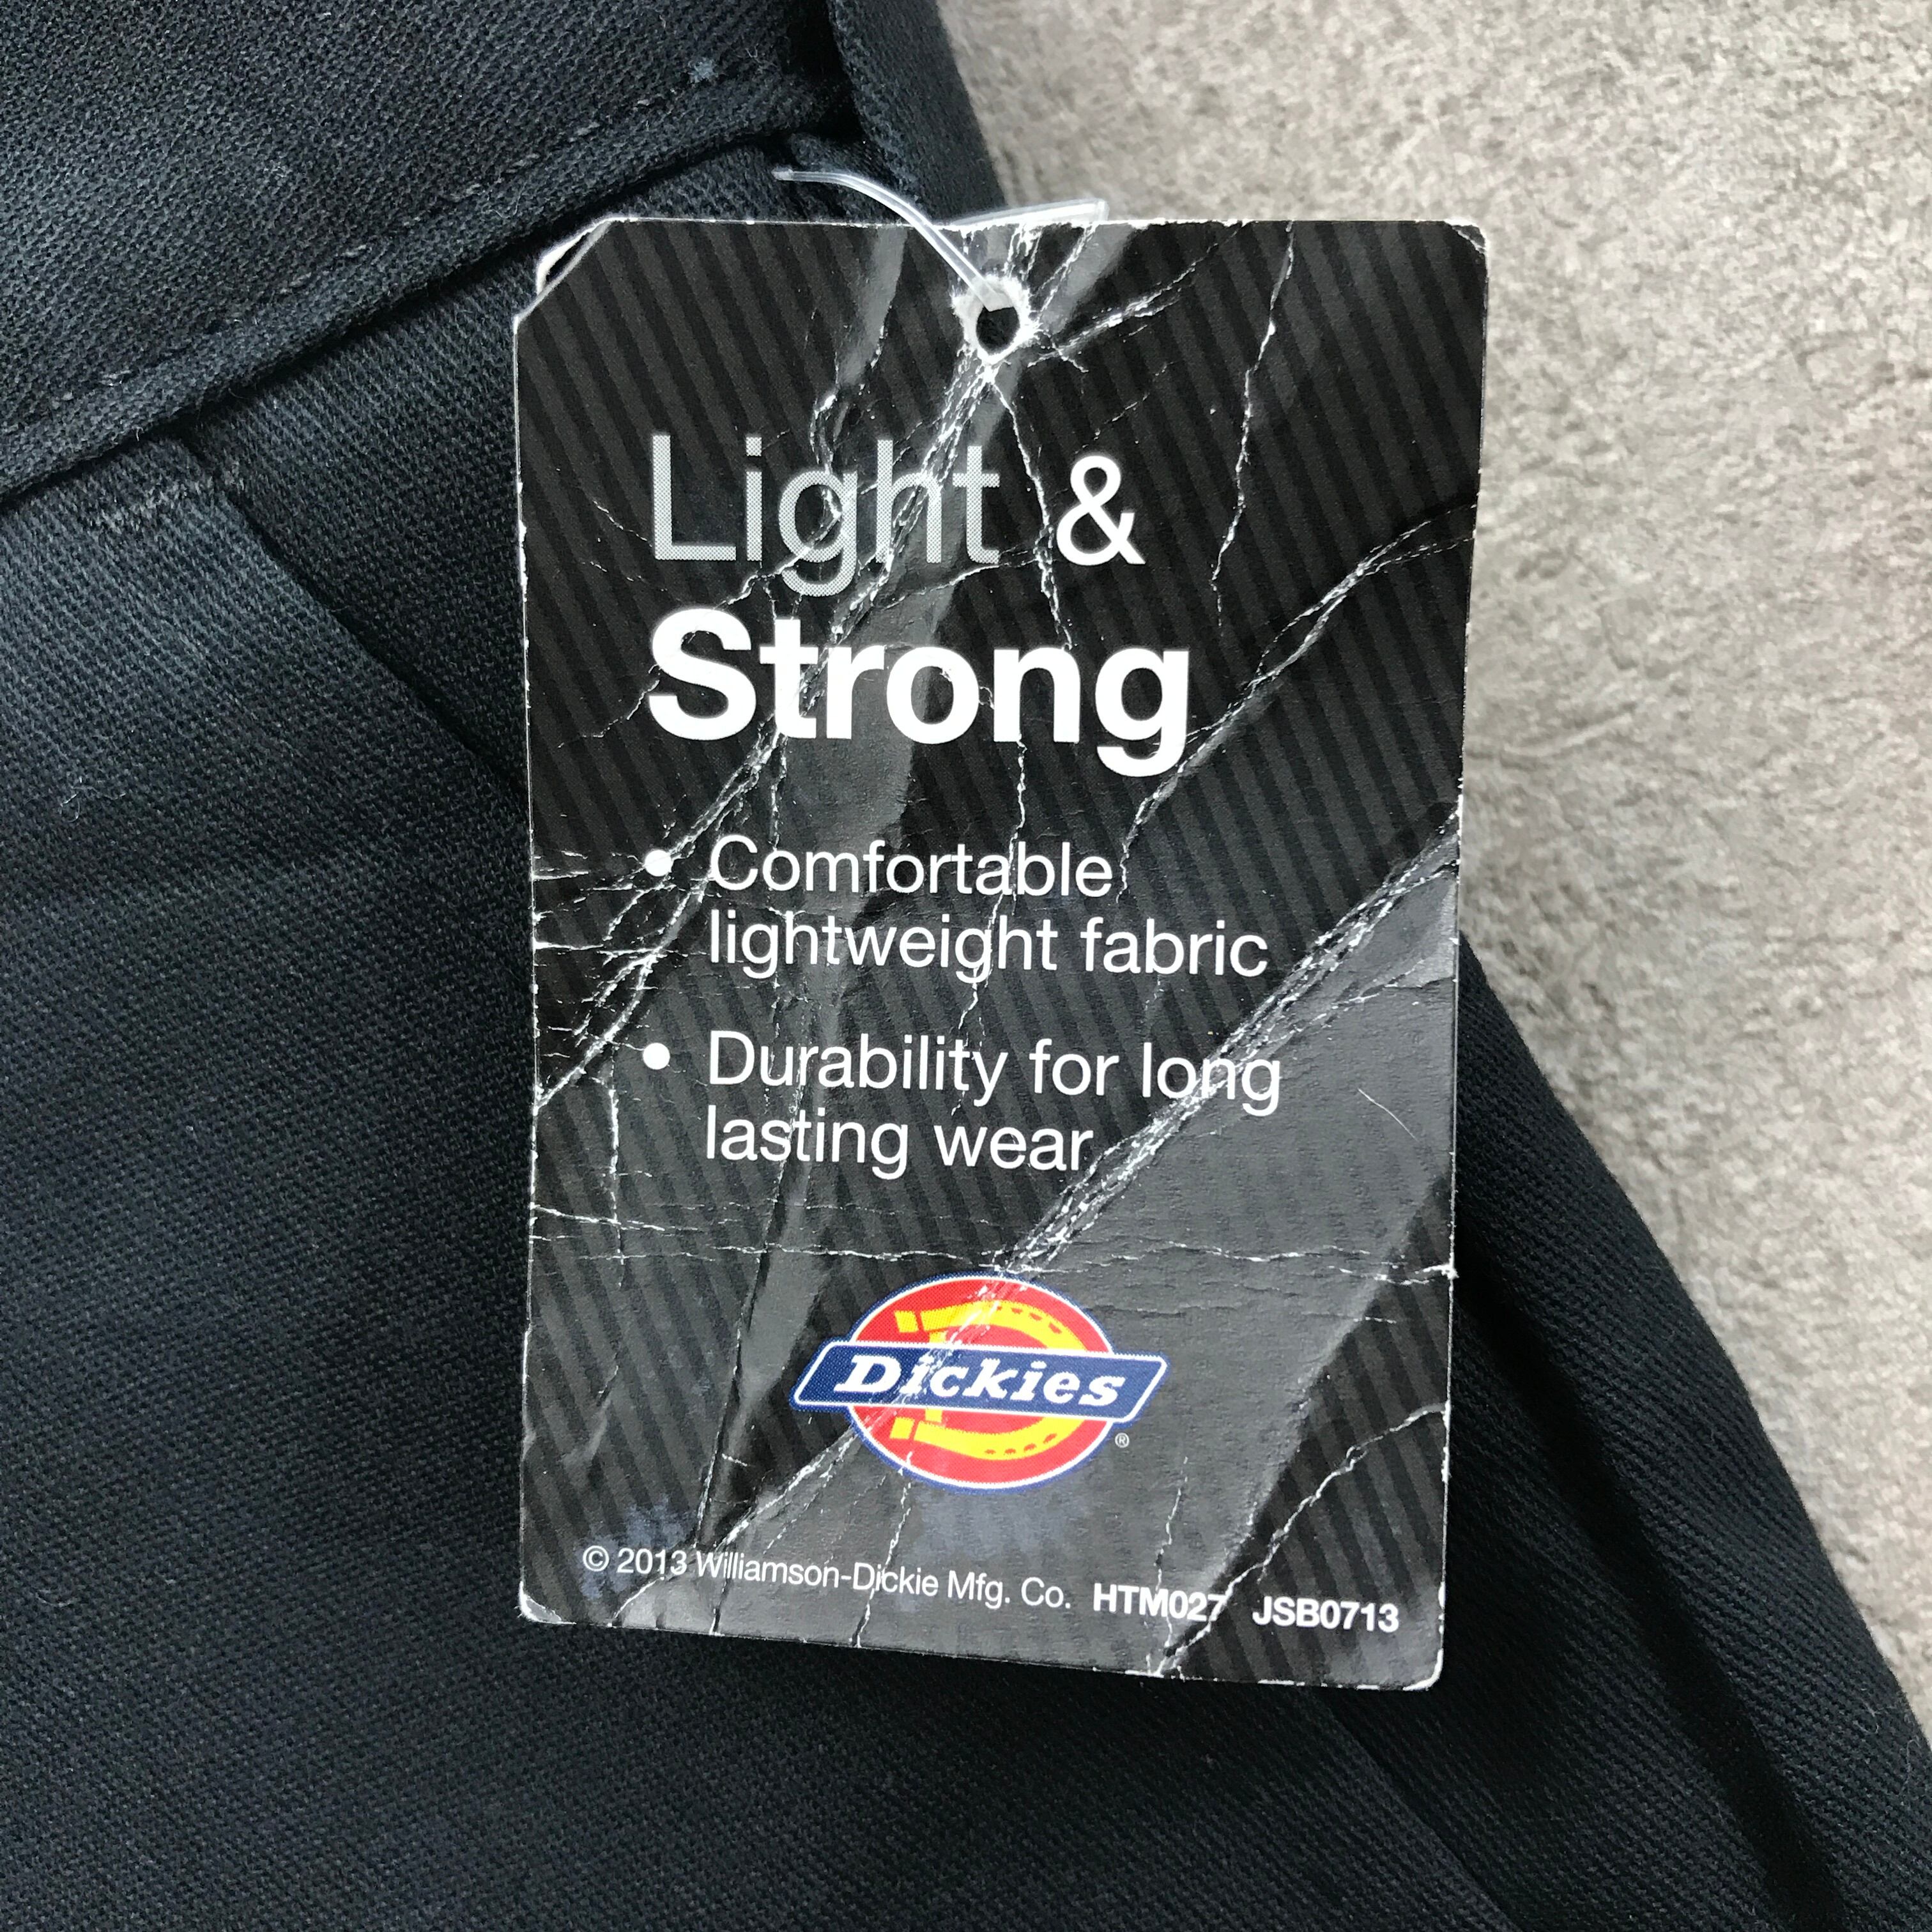 Light &
Strong
• Comfortable
lightweight fabric
• Durability for long
lasting wear
Dickies
®
© 2013 Williamson-Dickie Mfg. Co. HTM027 JSB0713